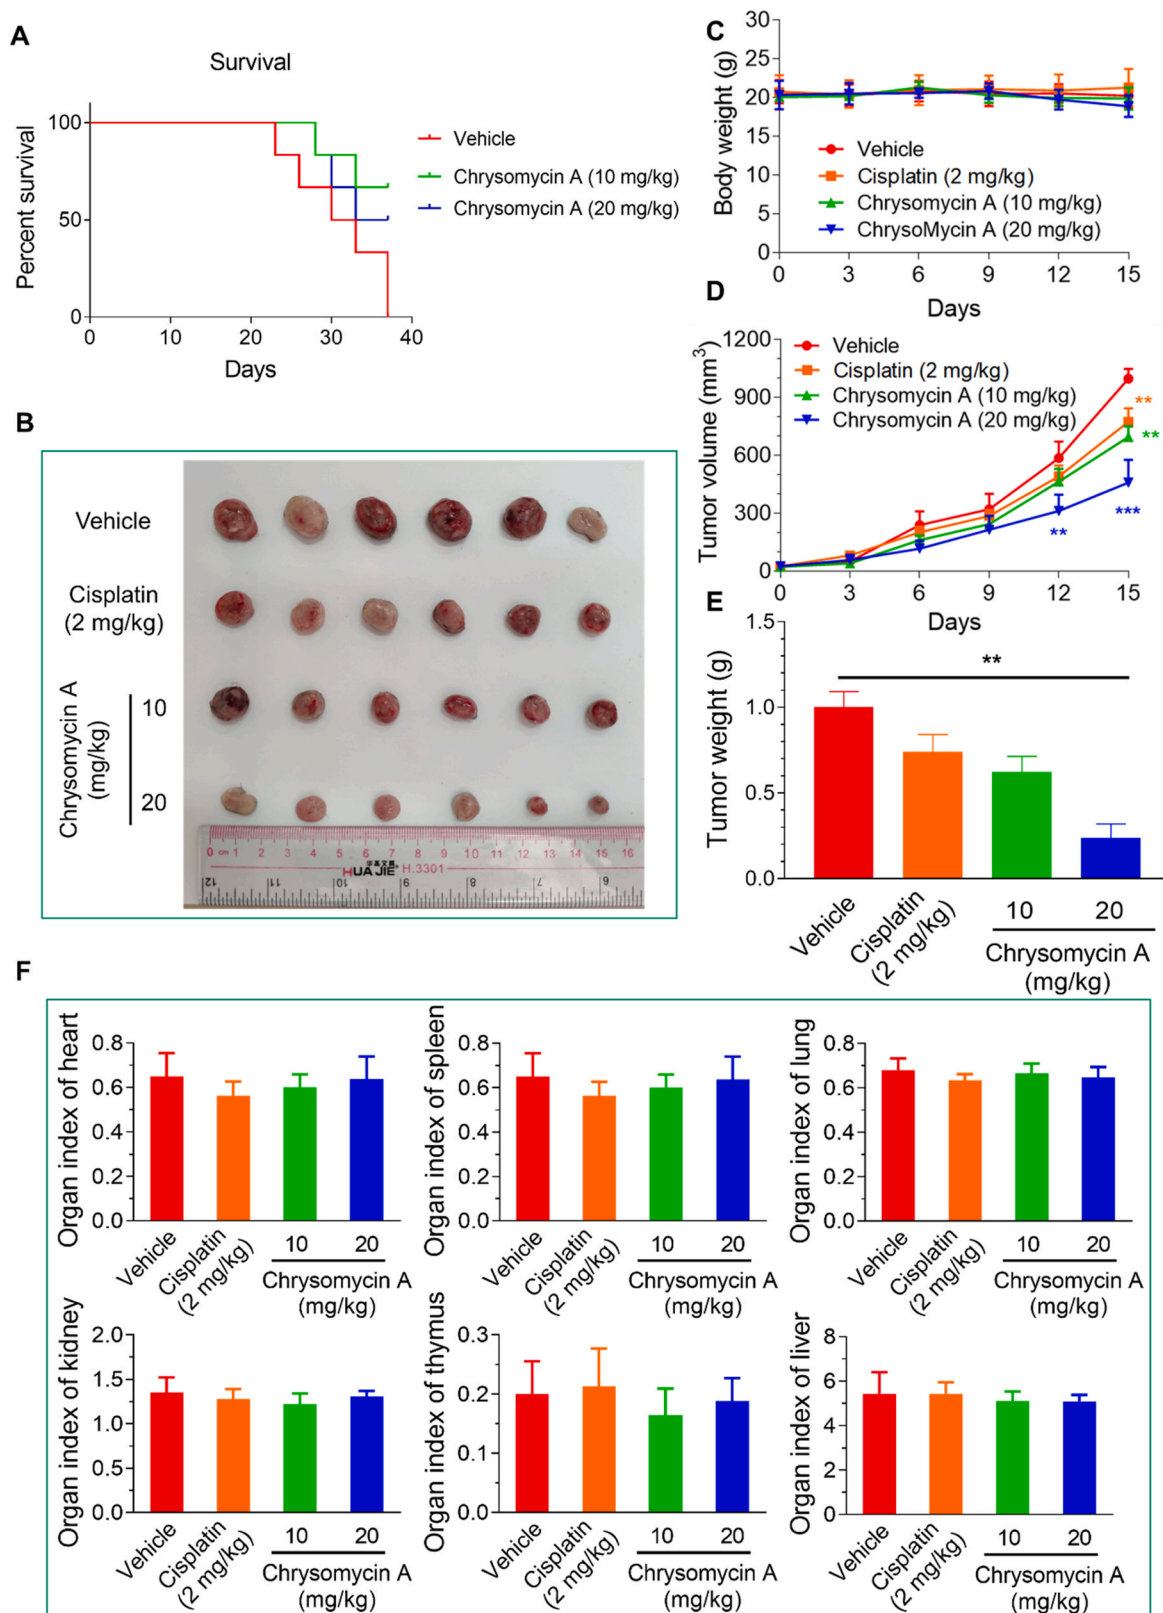 A
Survival
Percent survival
100
50
0
0 10 20 30 40
Days
Vehicle
Chrysomycin A (10 mg/kg)
Chrysomycin A (20 mg/kg)
B
Vehicle
Cisplatin
(2 mg/kg)
Chrysomycin A
(mg/kg)
10
20
0 cm 1 2 3 4 5 6 7 8 9 10 11 12 13 14 15 16
HUAJIE® H.3301
12 11 10 9 8 7 6
C
Body weight (g)
30
25
20
15
10
5
0
Vehicle
Cisplatin (2 mg/kg)
Chrysomycin A (10 mg/kg)
ChrysoMycin A (20 mg/kg)
0 3 6 9 12 15
Days
D
Tumor volume (mm³)
1200
900
600
300
0
Vehicle
Cisplatin (2 mg/kg)
Chrysomycin A (10 mg/kg)
Chrysomycin A (20 mg/kg)
**
**
**
***
0 3 6 9 12 15
Days
E
Tumor weight (g)
1.5
1.0
0.5
0.0
**
Vehicle
Cisplatin
(2 mg/kg)
10 20
Chrysomycin A
(mg/kg)
F
Organ index of heart
0.8
0.6
0.4
0.2
0.0
Vehicle
Cisplatin
(2 mg/kg)
10 20
Chrysomycin A
(mg/kg)
Organ index of spleen
0.8
0.6
0.4
0.2
0.0
Vehicle
Cisplatin
(2 mg/kg)
10 20
Chrysomycin A
(mg/kg)
Organ index of lung
0.8
0.6
0.4
0.2
0.0
Vehicle
Cisplatin
(2 mg/kg)
10 20
Chrysomycin A
(mg/kg)
Organ index of kidney
2.0
1.5
1.0
0.5
0.0
Vehicle
Cisplatin
(2 mg/kg)
10 20
Chrysomycin A
(mg/kg)
Organ index of thymus
0.3
0.2
0.1
0.0
Vehicle
Cisplatin
(2 mg/kg)
10 20
Chrysomycin A
(mg/kg)
Organ index of liver
8
6
4
2
0
Vehicle
Cisplatin
(2 mg/kg)
10 20
Chrysomycin A
(mg/kg)